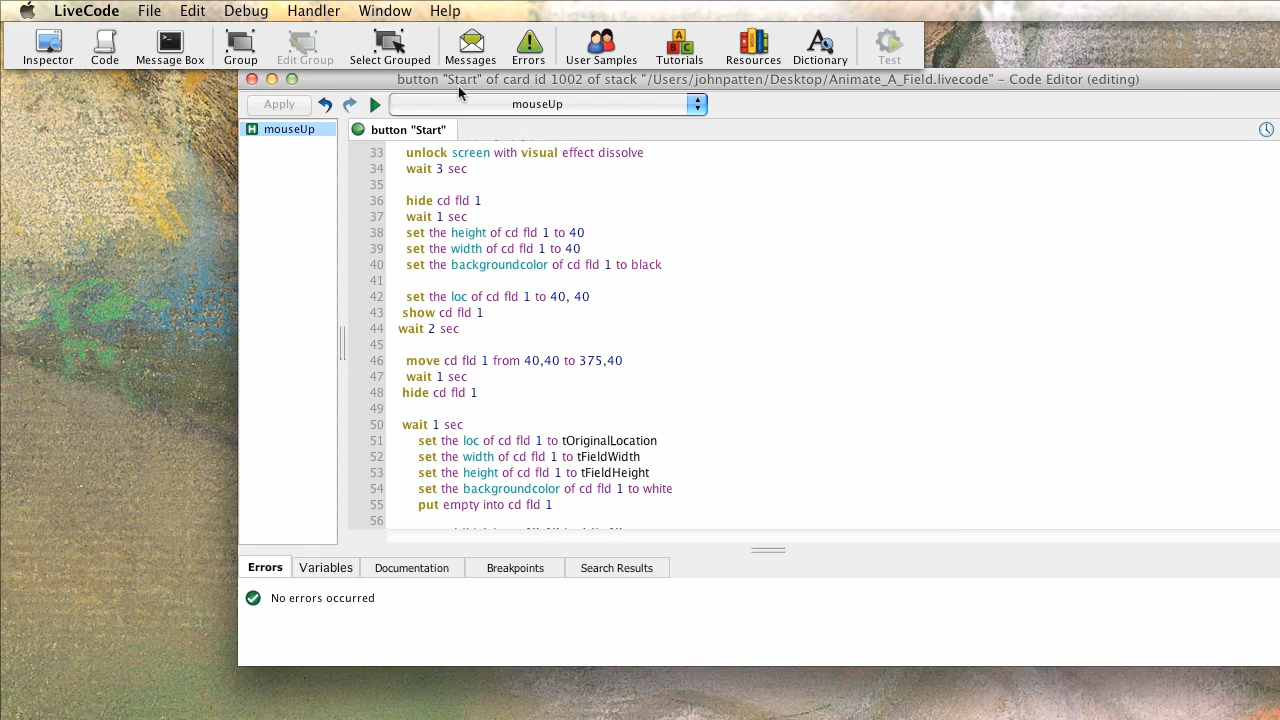 LiveCode File Edit Debug Handler Window Help
Inspector Code Message Box Group Edit Group Select Grouped Messages Errors User Samples Tutorials Resources Dictionary Test
button "Start" of card id 1002 of stack "/Users/johnpatten/Desktop/Animate_A_Field.livecode" - Code Editor (editing)
Apply mouseUp
mouseUp button "Start"
33 unlock screen with visual effect dissolve
34 wait 3 sec
35
36 hide cd fld 1
37 wait 1 sec
38 set the height of cd fld 1 to 40
39 set the width of cd fld 1 to 40
40 set the backgroundcolor of cd fld 1 to black
41
42 set the loc of cd fld 1 to 40, 40
43 show cd fld 1
44 wait 2 sec
45
46 move cd fld 1 from 40,40 to 375,40
47 wait 1 sec
48 hide cd fld 1
49
50 wait 1 sec
51 set the loc of cd fld 1 to tOriginalLocation
52 set the width of cd fld 1 to tFieldWidth
53 set the height of cd fld 1 to tFieldHeight
54 set the backgroundcolor of cd fld 1 to white
55 put empty into cd fld 1
56
Errors Variables Documentation Breakpoints Search Results
No errors occurred